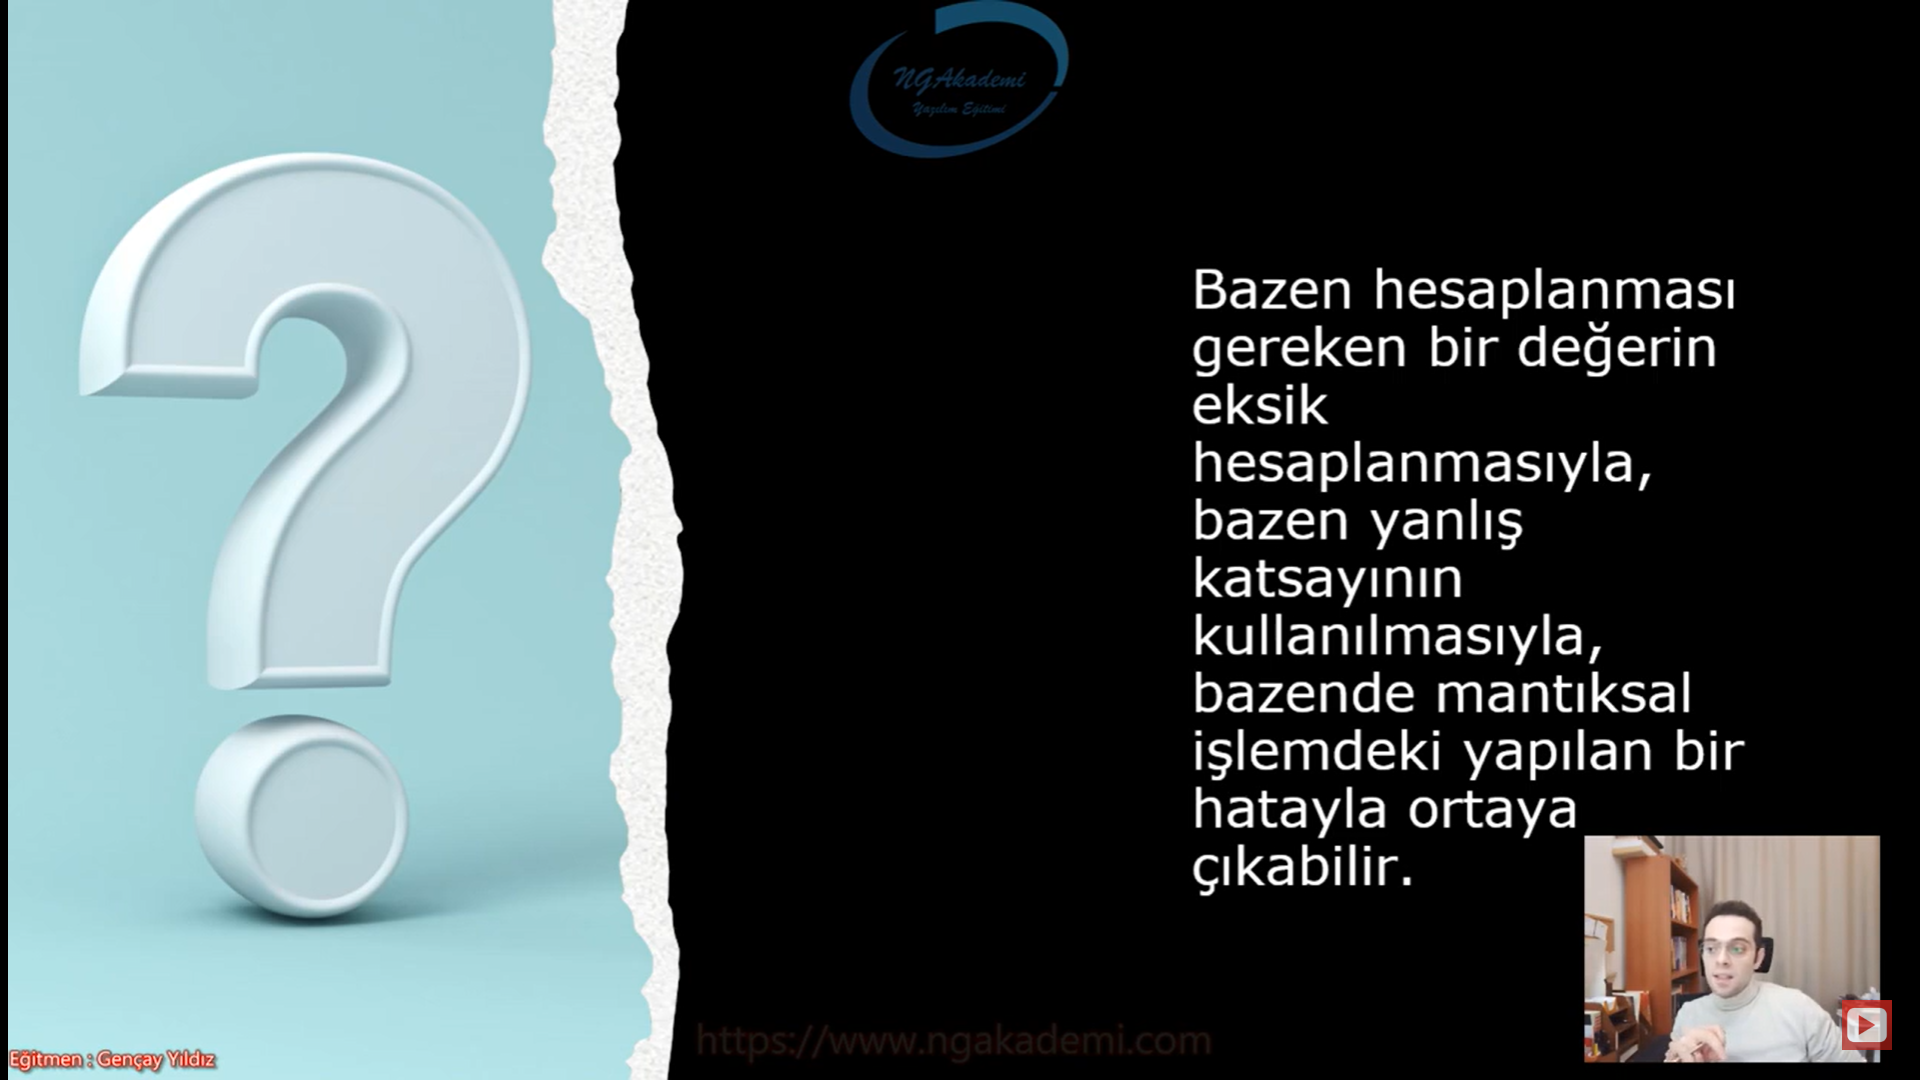 NGAkademi
Yazılım Eğitimi
Bazen hesaplanması
gereken bir değerin
eksik
hesaplanmasıyla,
bazen yanlış
katsayının
kullanılmasıyla,
bazende mantıksal
işlemdeki yapılan bir
hatayla ortaya
çıkabilir.
https://www.ngakademi.com
Eğitmen : Gençay Yıldız